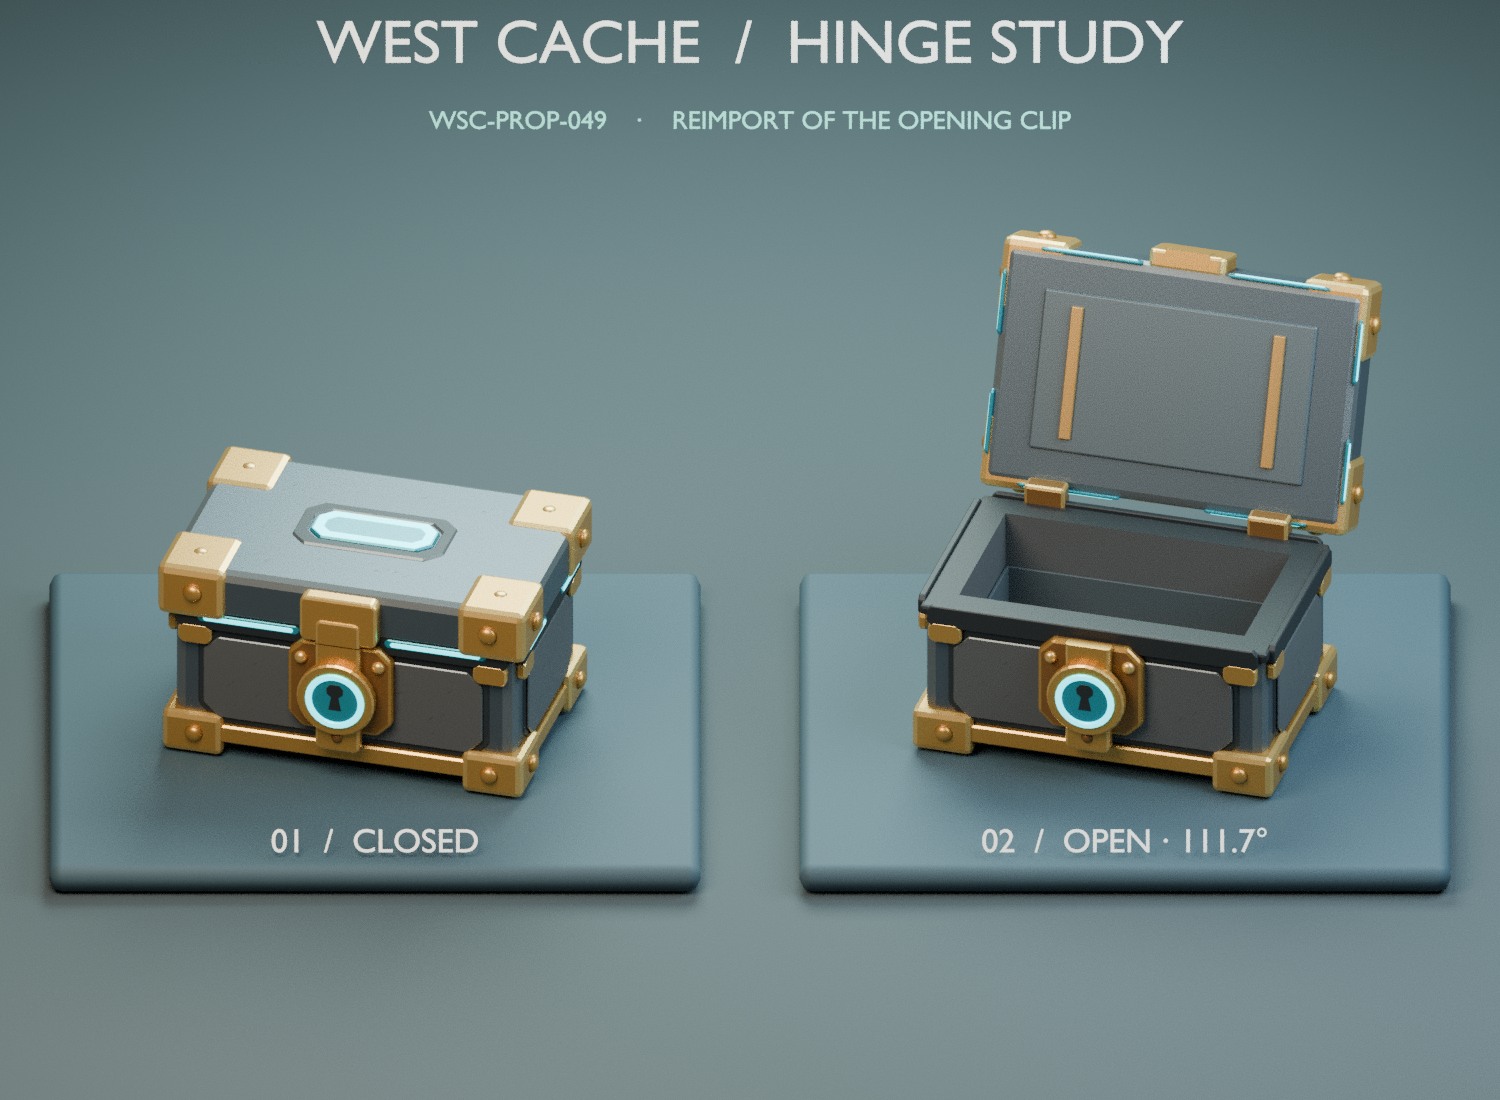 WEST CACHE / HINGE STUDY
WSC-PROP-049 · REIMPORT OF THE OPENING CLIP
01 / CLOSED
02 / OPEN · 111.7°